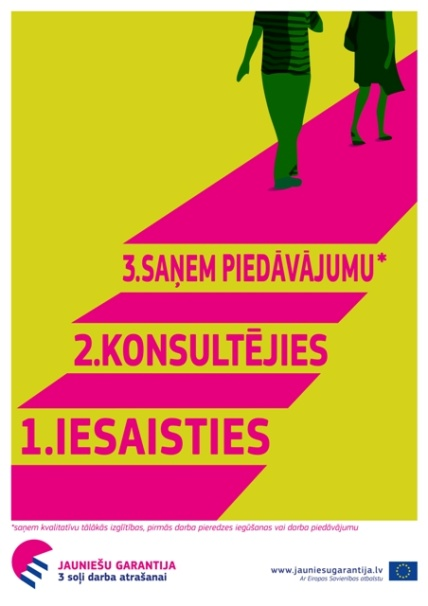 3.SAŅEM PIEDĀVĀJUMU*
2.KONSULTĒJIES
1.IESAISTIES
*saņem kvalitatīvu tālākās izglītības, pirmās darba pieredzes iegūšanas vai darba piedāvājumu
JAUNIEŠU GARANTIJA
3 soļi darba atrašanai
www.jauniesugarantija.lv
Ar Eiropas Savienības atbalstu